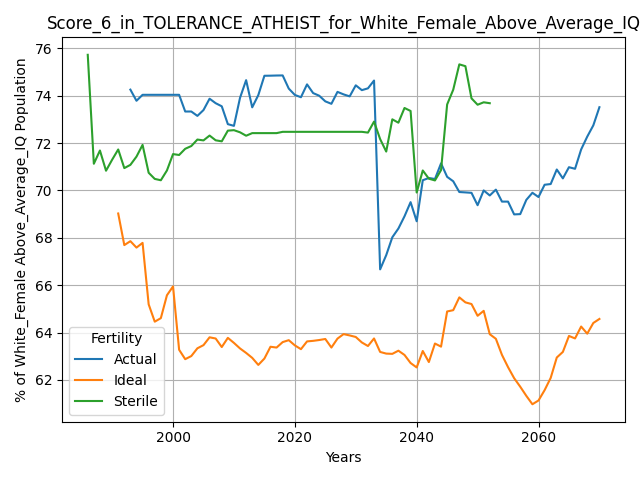 Score_6_in_TOLERANCE_ATHEIST_for_White_Female_Above_Average_IQ
% of White_Female Above_Average_IQ Population
76
74
72
70
68
66
64
62
Fertility
Actual
Ideal
Sterile
2000
2020
2040
2060
Years